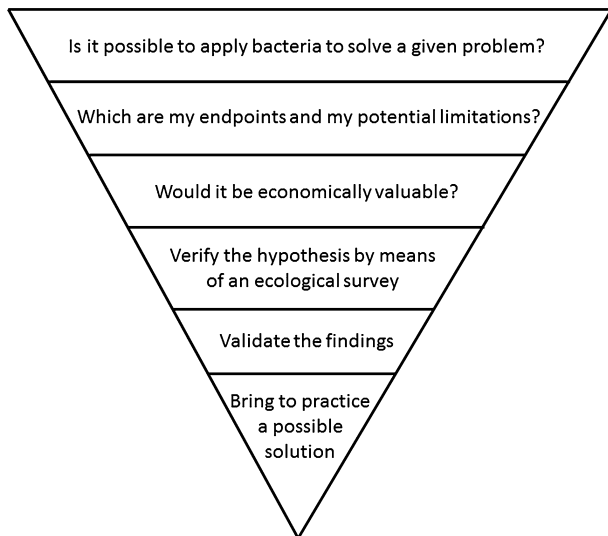 Is it possible to apply bacteria to solve a given problem?
Which are my endpoints and my potential limitations?
Would it be economically valuable?
Verify the hypothesis by means
of an ecological survey
Validate the findings
Bring to practice
a possible
solution